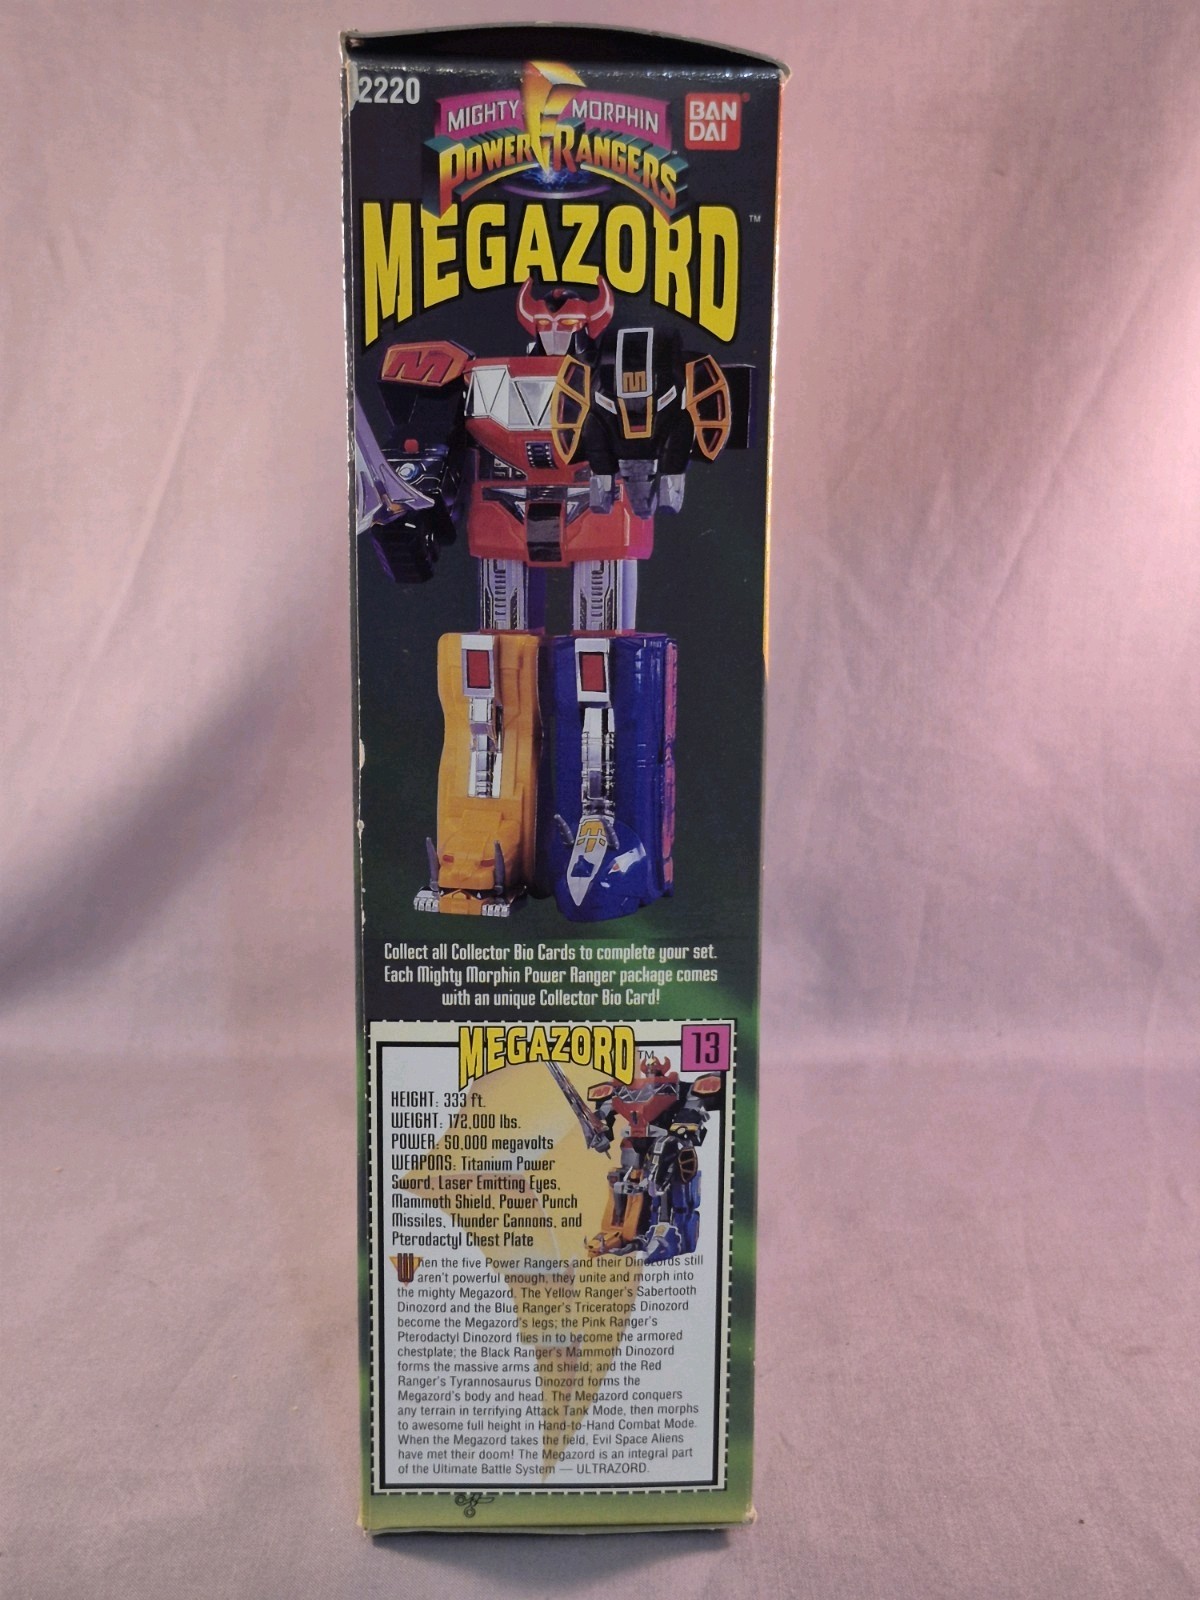 2220
MIGHTY MORPHIN
POWER RANGERS
BAN
DAI
MEGAZORD™
M
M
Collect all Collector Bio Cards to complete your set.
Each Mighty Morphin Power Ranger package comes
with an unique Collector Bio Card!
MEGAZORD™
13
HEIGHT: 333 ft.
WEIGHT: 172,000 lbs.
POWER: 50,000 megavolts
WEAPONS: Titanium Power
Sword, Laser Emitting Eyes,
Mammoth Shield, Power Punch
Missiles, Thunder Cannons, and
Pterodactyl Chest Plate
When the five Power Rangers and their Dinozords still
aren't powerful enough, they unite and morph into
the mighty Megazord. The Yellow Ranger's Sabertooth
Dinozord and the Blue Ranger's Triceratops Dinozord
become the Megazord's legs; the Pink Ranger's
Pterodactyl Dinozord flies in to become the armored
chestplate; the Black Ranger's Mammoth Dinozord
forms the massive arms and shield; and the Red
Ranger's Tyrannosaurus Dinozord forms the
Megazord's body and head. The Megazord conquers
any terrain in terrifying Attack Tank Mode, then morphs
to awesome full height in Hand-to-Hand Combat Mode.
When the Megazord takes the field, Evil Space Aliens
have met their doom! The Megazord is an integral part
of the Ultimate Battle System — ULTRAZORD.